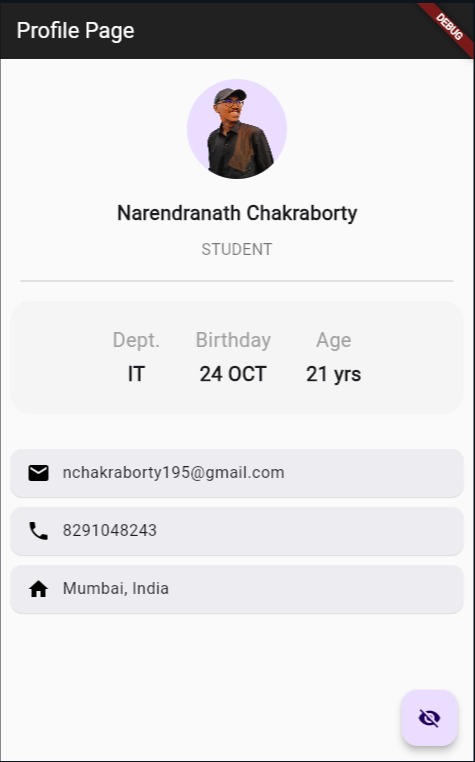 Profile Page
DEBUG
Narendranath Chakraborty
STUDENT
Dept. Birthday Age
IT 24 OCT 21 yrs
nchakraborty195@gmail.com
8291048243
Mumbai, India